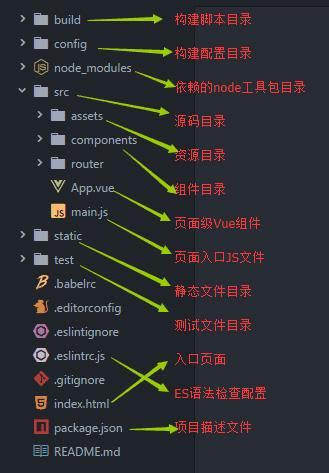 build 构建脚本目录
config 构建配置目录
node_modules 依赖的node工具包目录
src 源码目录
assets 资源目录
components 组件目录
router
App.vue 页面级Vue组件
main.js 页面入口JS文件
static 静态文件目录
test 测试文件目录
.babelrc
.editorconfig
.eslintignore 入口页面
.eslintrc.js ES语法检查配置
.gitignore
index.html
package.json 项目描述文件
README.md